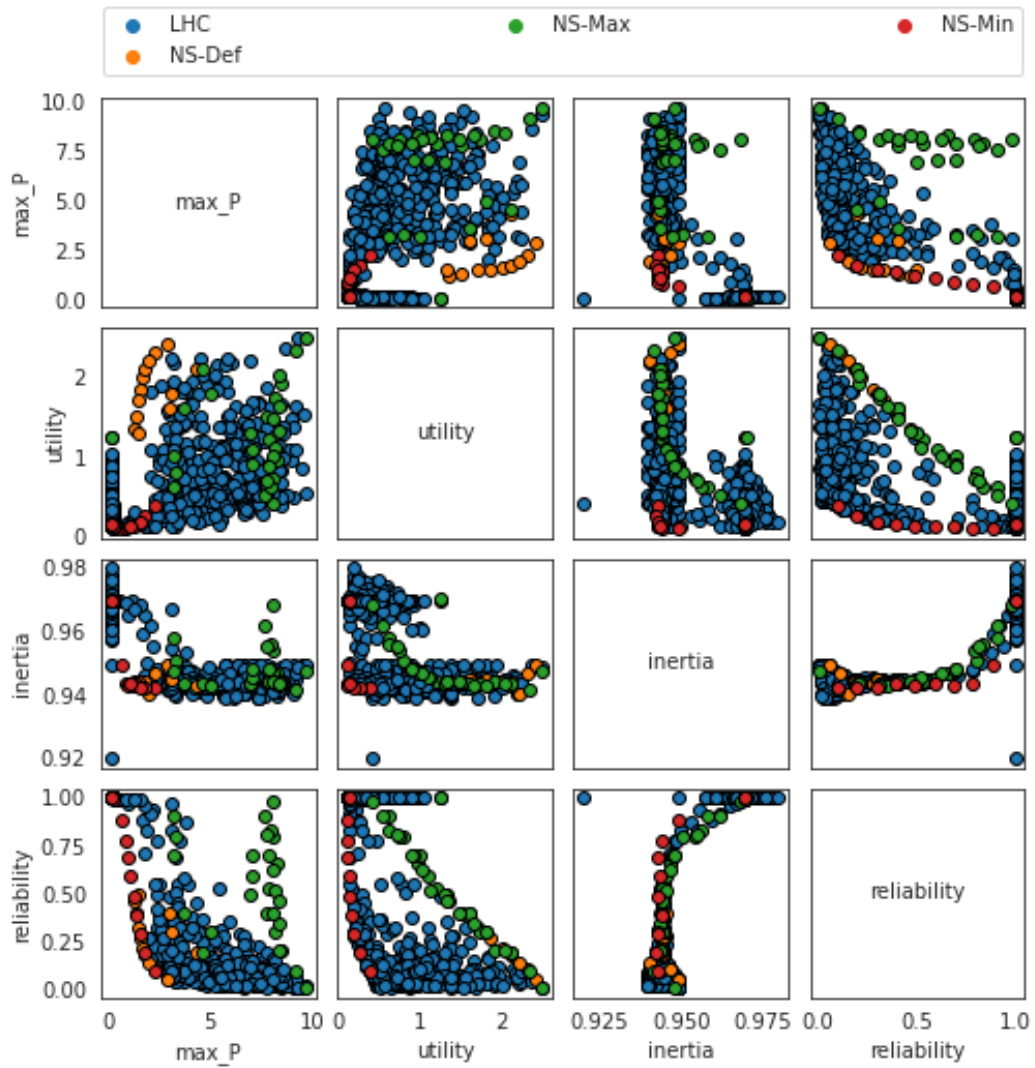 LHC NS-Max NS-Min
NS-Def
10.0
7.5
5.0
2.5
0.0
max_P
max_P
2
1
0
utility
utility
0.98
0.96
0.94
0.92
inertia
inertia
1.00
0.75
0.50
0.25
0.00
reliability
reliability
0 5 10 0 1 2 0.925 0.950 0.975 0.0 0.5 1.0
max_P utility inertia reliability